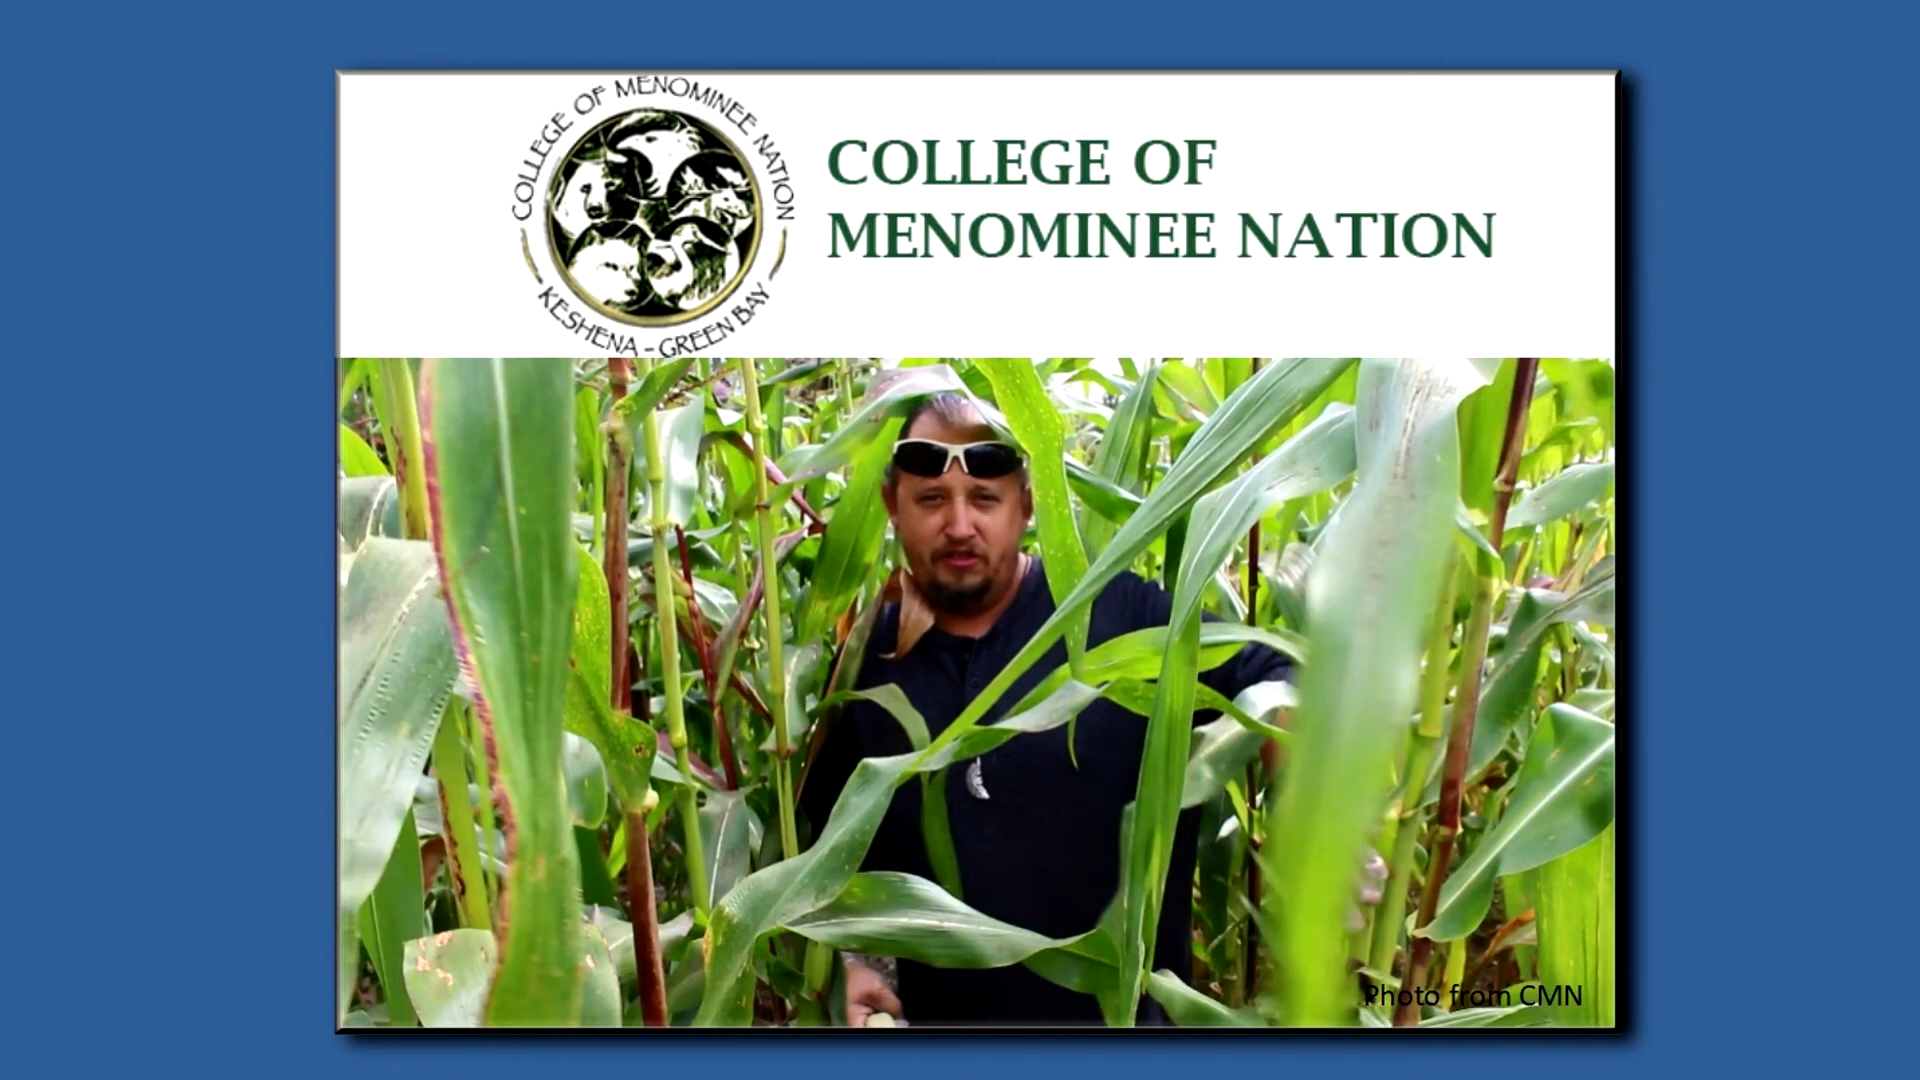 COLLEGE OF MENOMINEE NATION
KESHENA - GREEN BAY
COLLEGE OF
MENOMINEE NATION
Photo from CMN